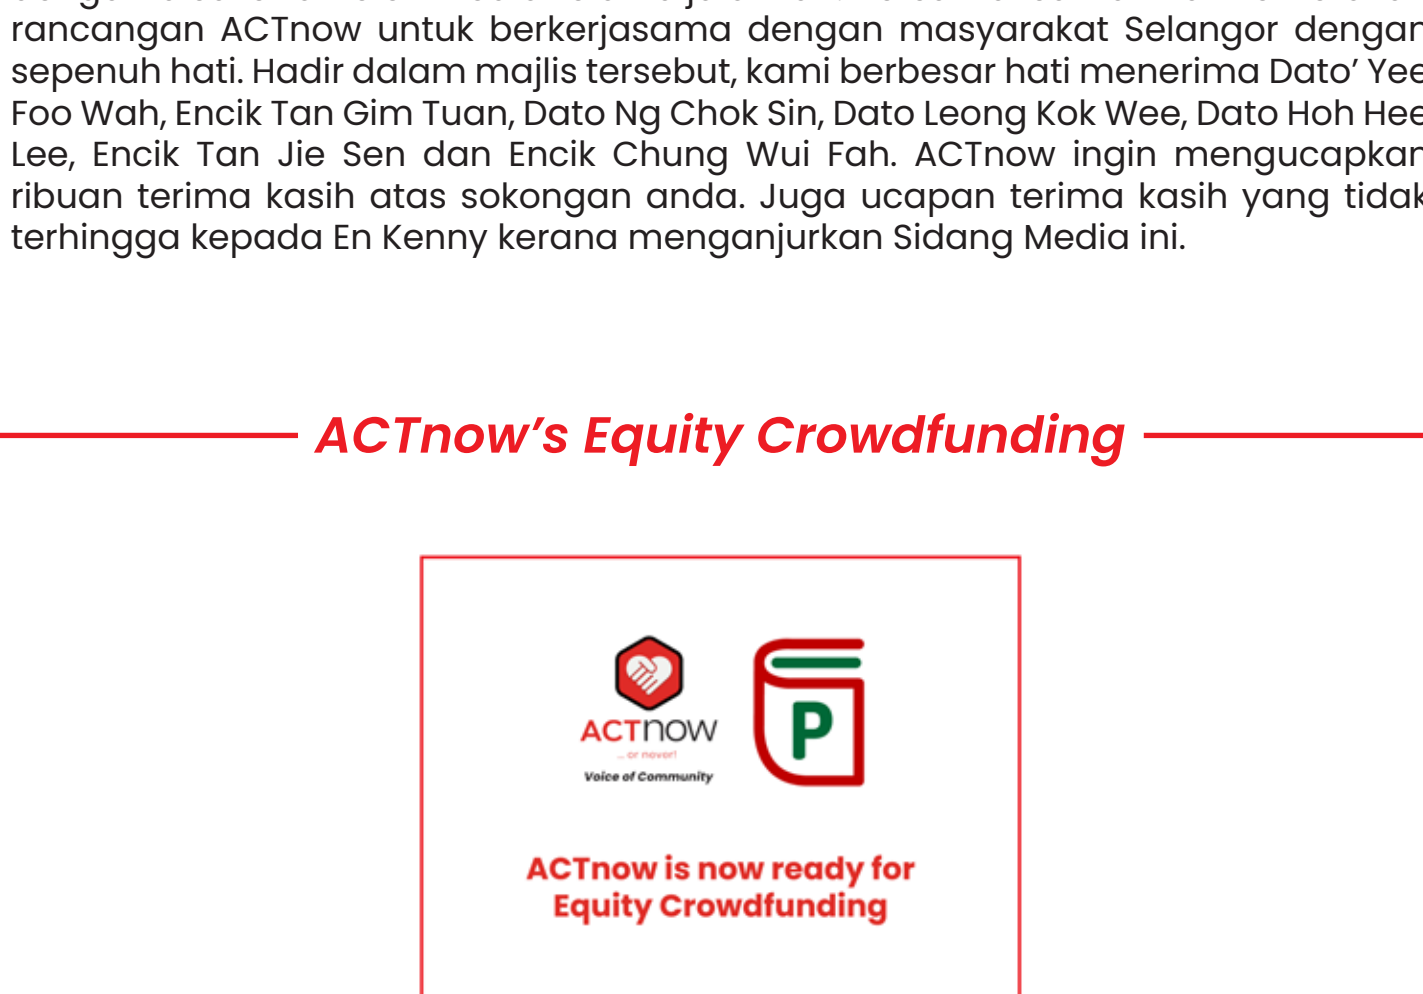 rancangan ACTnow untuk berkerjasama dengan masyarakat Selangor dengan
sepenuh hati. Hadir dalam majlis tersebut, kami berbesar hati menerima Dato’ Yee
Foo Wah, Encik Tan Gim Tuan, Dato Ng Chok Sin, Dato Leong Kok Wee, Dato Hoh Hee
Lee, Encik Tan Jie Sen dan Encik Chung Wui Fah. ACTnow ingin mengucapkan
ribuan terima kasih atas sokongan anda. Juga ucapan terima kasih yang tidak
terhingga kepada En Kenny kerana menganjurkan Sidang Media ini.
ACTnow’s Equity Crowdfunding
ACTnow
... or never!
Voice of Community
P
ACTnow is now ready for
Equity Crowdfunding